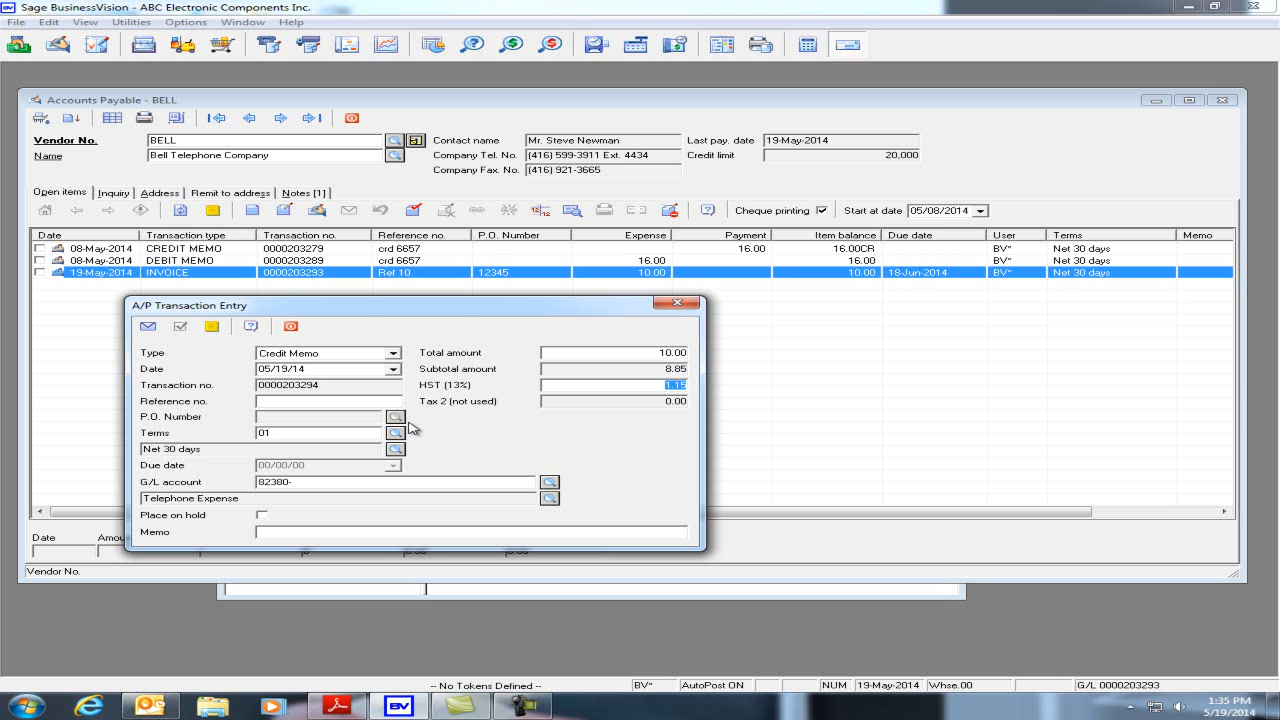 Sage BusinessVision - ABC Electronic Components Inc.
File Edit View Utilities Options Window Help
Accounts Payable - BELL
Vendor No. BELL Contact name Mr. Steve Newman Last pay. date 19-May-2014
Name Bell Telephone Company Company Tel. No. (416) 599-3911 Ext. 4434 Credit limit 20,000
Company Fax. No. (416) 921-3665
Open items Inquiry Address Remit to address Notes [1]
Cheque printing Start at date 05/08/2014
Date Transaction type Transaction no. Reference no. P.O. Number Expense Payment Item balance Due date User Terms Memo
08-May-2014 CREDIT MEMO 0000203279 crd 6657 16.00 16.00CR BV* Net 30 days
08-May-2014 DEBIT MEMO 0000203289 crd 6657 16.00 16.00 BV* Net 30 days
19-May-2014 INVOICE 0000203293 Ref 10 12345 10.00 10.00 18-Jun-2014 BV* Net 30 days
A/P Transaction Entry
Type Credit Memo Total amount 10.00
Date 05/19/14 Subtotal amount 8.85
Transaction no. 0000203294 HST (13%) 1.15
Reference no. Tax 2 (not used) 0.00
P.O. Number
Terms 01
Net 30 days
Due date 00/00/00
G/L account 82380-
Telephone Expense
Place on hold
Memo
Date
Vendor No.
-- No Tokens Defined -- BV* AutoPost ON NUM 19-May-2014 Whse.00 G/L 0000203293
BV
1:35 PM
5/19/2014